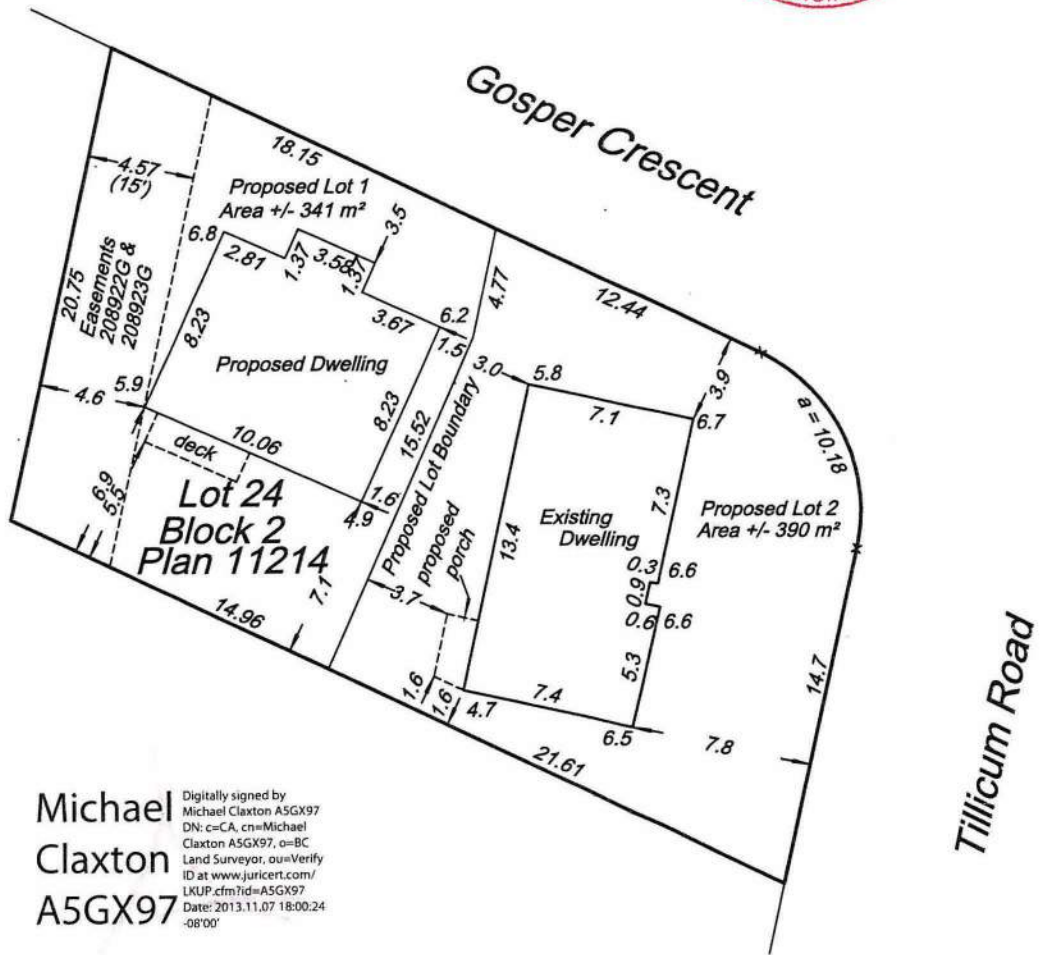 Gosper Crescent
18.15
4.57
(15')
Proposed Lot 1
Area +/- 341 m²
3.5
6.8
2.81
1.37
3.58
1.37
4.77
12.44
20.75
Easements
208922G &
208923G
8.23
3.67
6.2
1.5
Proposed Dwelling
3.0
5.8
3.9
7.1
6.7
a = 10.18
5.9
4.6
8.23
15.52
Proposed Lot Boundary
10.06
deck
1.6
4.9
6.9
5.5
Lot 24
Block 2
Plan 11214
7.3
Proposed Lot 2
Area +/- 390 m²
Existing
Dwelling
13.4
proposed
porch
0.3
6.6
0.9
0.6
6.6
3.7
7.1
14.96
5.3
14.7
1.6
1.6
4.7
7.4
6.5
7.8
21.61
Tillicum Road
Michael
Claxton
A5GX97
Digitally signed by
Michael Claxton A5GX97
DN: c=CA, cn=Michael
Claxton A5GX97, o=BC
Land Surveyor, ou=Verify
ID at www.juricert.com/
LKUP.cfm?id=A5GX97
Date: 2013.11.07 18:00:24
-08'00'